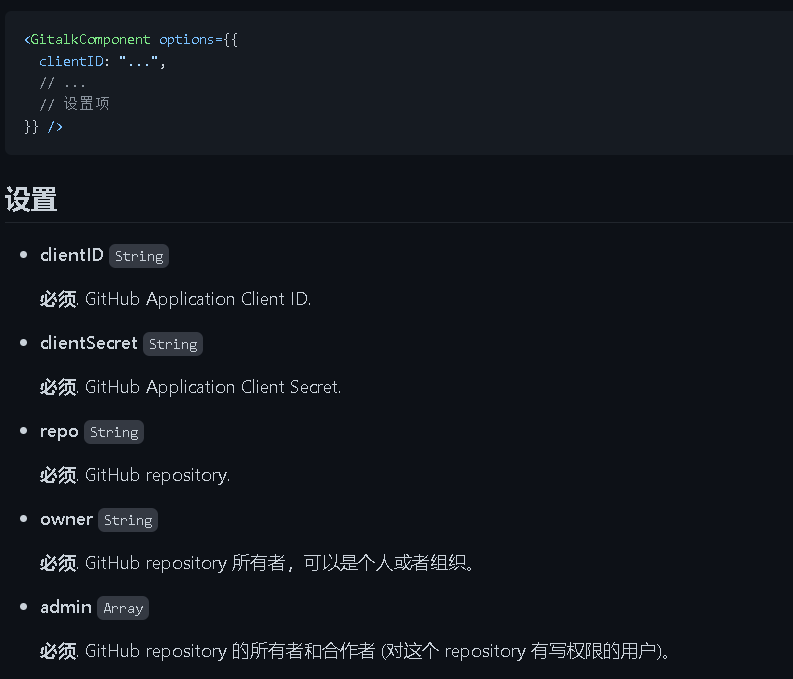 <GitalkComponent options={{
clientID: "...",
// ...
// 设置项
}} />
设置
clientID String
必须. GitHub Application Client ID.
clientSecret String
必须. GitHub Application Client Secret.
repo String
必须. GitHub repository.
owner String
必须. GitHub repository 所有者，可以是个人或者组织。
admin Array
必须. GitHub repository 的所有者和合作者 (对这个 repository 有写权限的用户)。